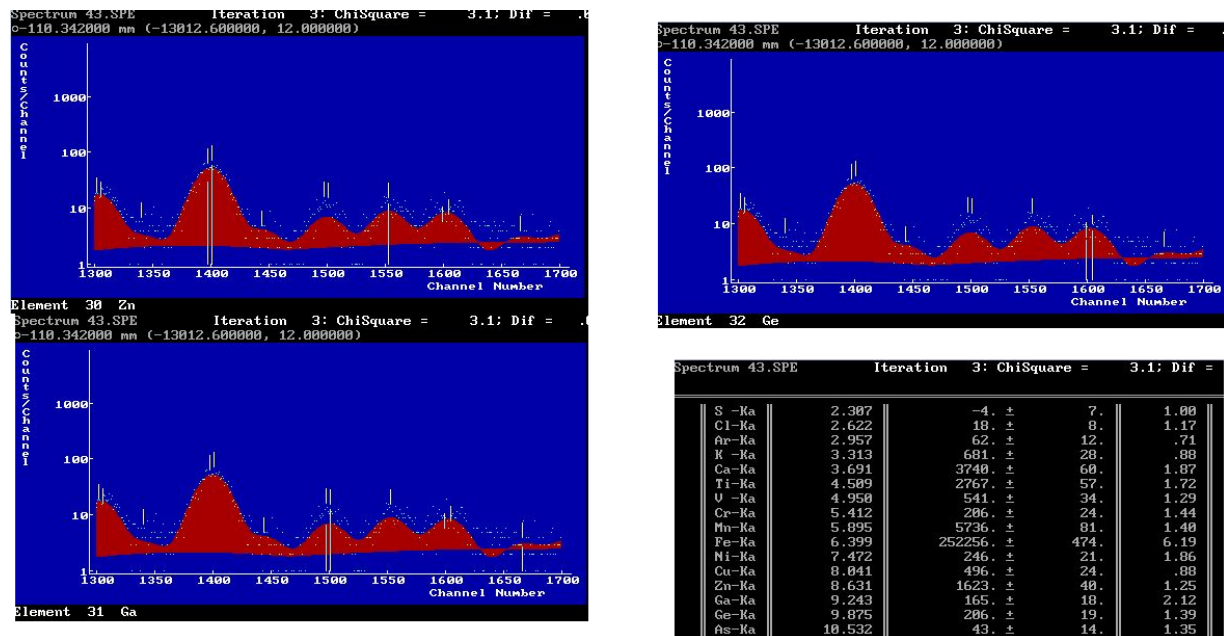 Spectrum 43.SPE Iteration 3: ChiSquare = 3.1; Dif = .0
-110.342000 mm (-13012.600000, 12.000000)
Counts/Channel
1000
100
10
1
1300 1350 1400 1450 1500 1550 1600 1650 1700
Channel Number
Element 30 Zn
Spectrum 43.SPE Iteration 3: ChiSquare = 3.1; Dif = .0
-110.342000 mm (-13012.600000, 12.000000)
Counts/Channel
1000
100
10
1
1300 1350 1400 1450 1500 1550 1600 1650 1700
Channel Number
Element 31 Ga
Spectrum 43.SPE Iteration 3: ChiSquare = 3.1; Dif = .
-110.342000 mm (-13012.600000, 12.000000)
Counts/Channel
1000
100
10
1
1300 1350 1400 1450 1500 1550 1600 1650 1700
Channel Number
Element 32 Ge
Spectrum 43.SPE Iteration 3: ChiSquare = 3.1; Dif =
S -Ka 2.307 -4. ± 7. 1.00
Cl-Ka 2.622 18. ± 8. 1.17
Ar-Ka 2.957 62. ± 12. .71
K -Ka 3.313 681. ± 28. .88
Ca-Ka 3.691 3740. ± 60. 1.87
Ti-Ka 4.509 2767. ± 57. 1.72
V -Ka 4.950 541. ± 34. 1.29
Cr-Ka 5.412 206. ± 24. 1.44
Mn-Ka 5.895 5736. ± 81. 1.40
Fe-Ka 6.399 252256. ± 474. 6.19
Ni-Ka 7.472 246. ± 21. 1.86
Cu-Ka 8.041 496. ± 24. .88
Zn-Ka 8.631 1623. ± 40. 1.25
Ga-Ka 9.243 165. ± 18. 2.12
Ge-Ka 9.875 206. ± 19. 1.39
As-Ka 10.532 43. ± 14. 1.35